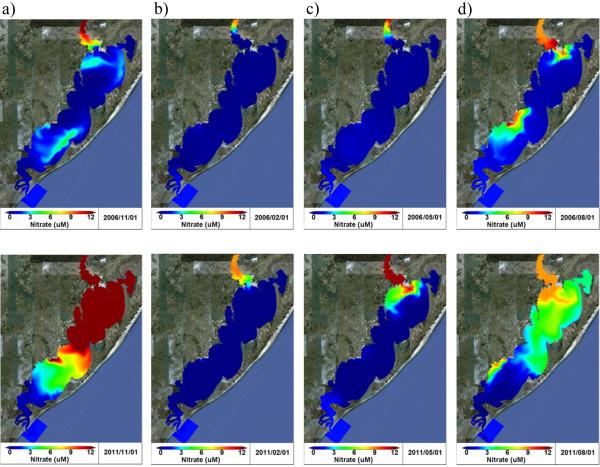 a) b) c) d)
0 3 6 9 12
Nitrate (uM) 2006/11/01
0 3 6 9 12
Nitrate (uM) 2006/02/01
0 3 6 9 12
Nitrate (uM) 2006/05/01
0 3 6 9 12
Nitrate (uM) 2006/08/01
0 3 6 9 12
Nitrate (uM) 2011/11/01
0 3 6 9 12
Nitrate (uM) 2011/02/01
0 3 6 9 12
Nitrate (uM) 2011/05/01
0 3 6 9 12
Nitrate (uM) 2011/08/01